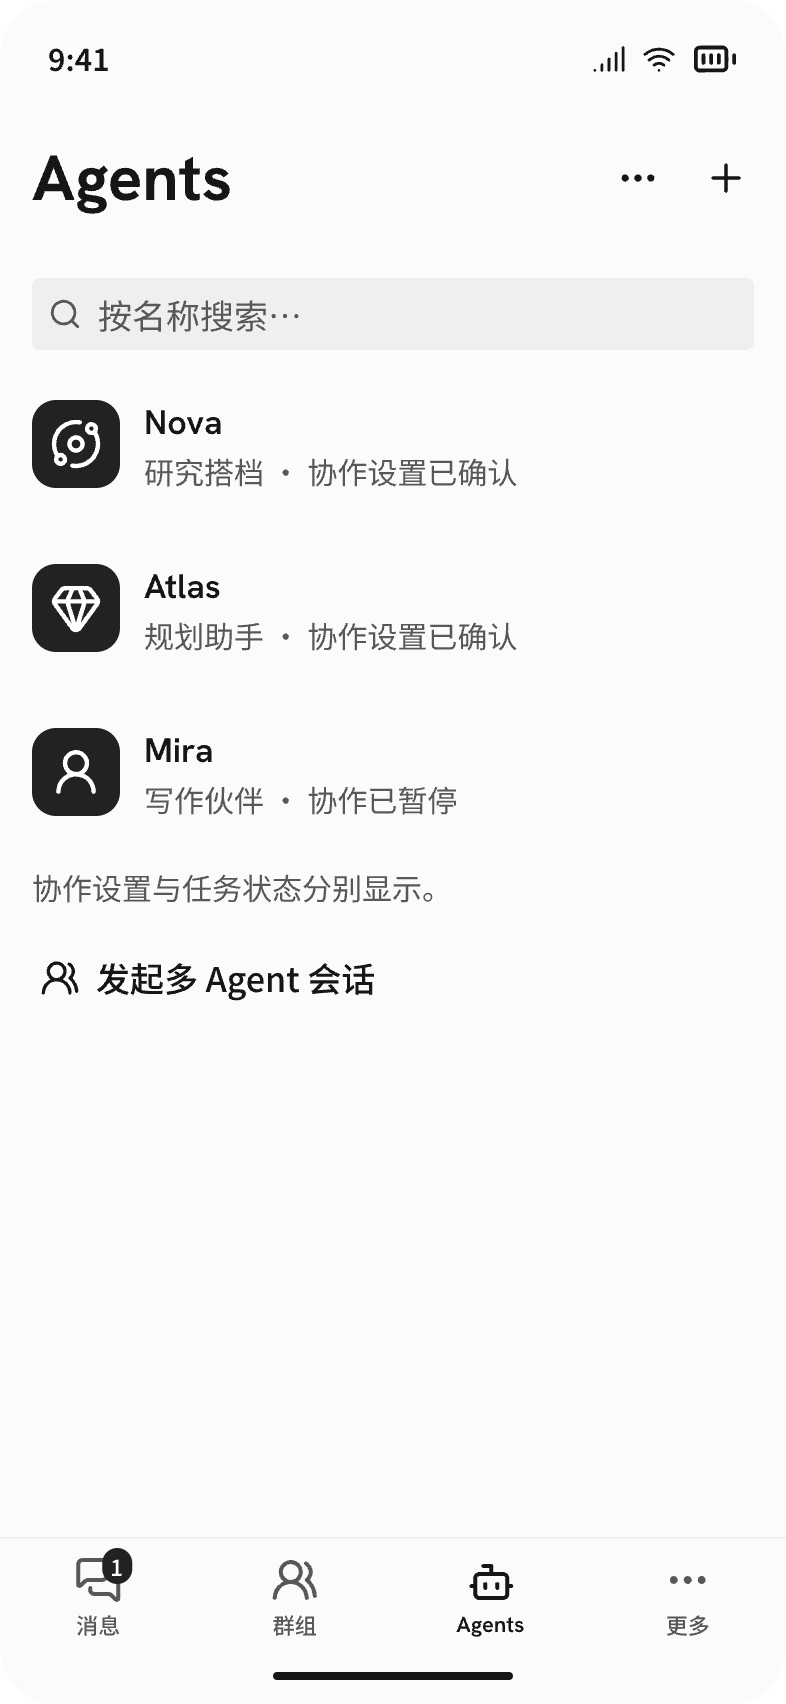 9:41
Agents
按名称搜索…
Nova
研究搭档 · 协作设置已确认
Atlas
规划助手 · 协作设置已确认
Mira
写作伙伴 · 协作已暂停
协作设置与任务状态分别显示。
发起多 Agent 会话
1
消息
群组
Agents
更多